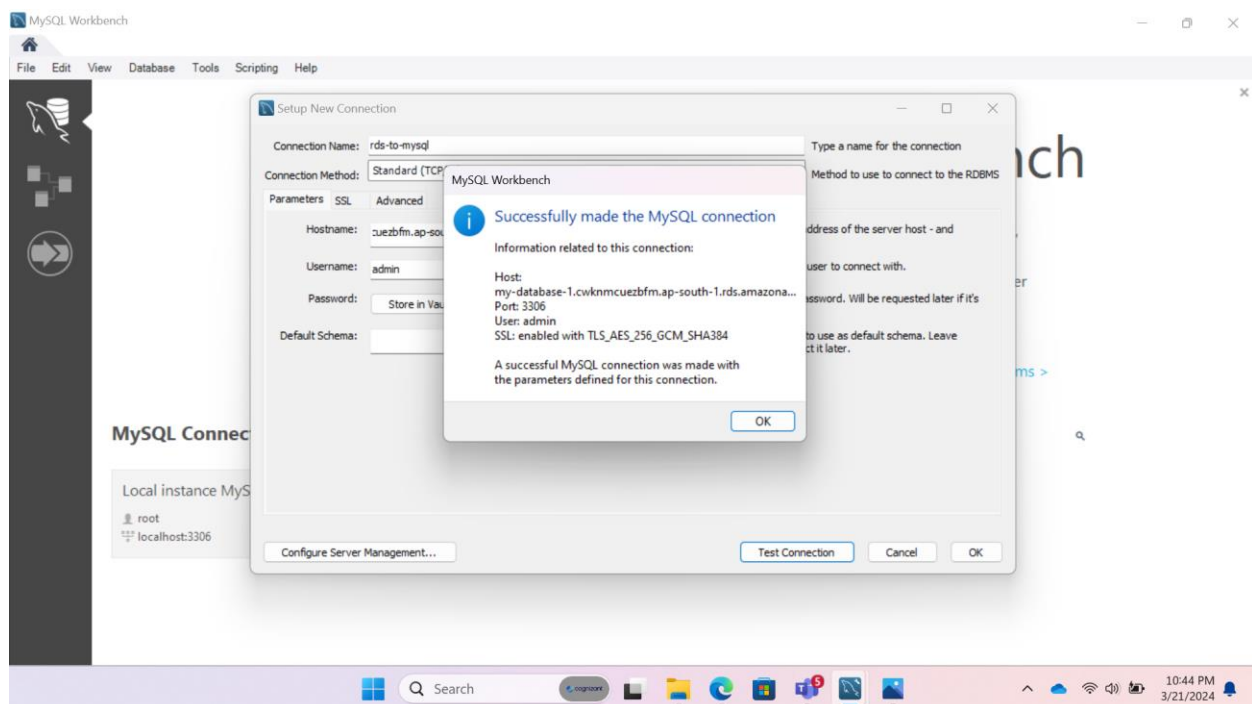 MySQL Workbench
File Edit View Database Tools Scripting Help
Setup New Connection
Connection Name: rds-to-mysql Type a name for the connection
Connection Method: Standard (TCP Method to use to connect to the RDBMS
Parameters SSL Advanced
Hostname: :uezbfm.ap-sou ddress of the server host - and
Username: admin user to connect with.
Password: Store in Vau ssword. Will be requested later if it's
Default Schema: to use as default schema. Leave
ct it later.
MySQL Workbench
Successfully made the MySQL connection
Information related to this connection:
Host:
my-database-1.cwknmcuezbfm.ap-south-1.rds.amazona...
Port: 3306
User: admin
SSL: enabled with TLS_AES_256_GCM_SHA384
A successful MySQL connection was made with
the parameters defined for this connection.
OK
nch
er
ms >
MySQL Connec
Local instance MyS
root
localhost:3306
Configure Server Management... Test Connection Cancel OK
Search
cognizant
5
10:44 PM
3/21/2024